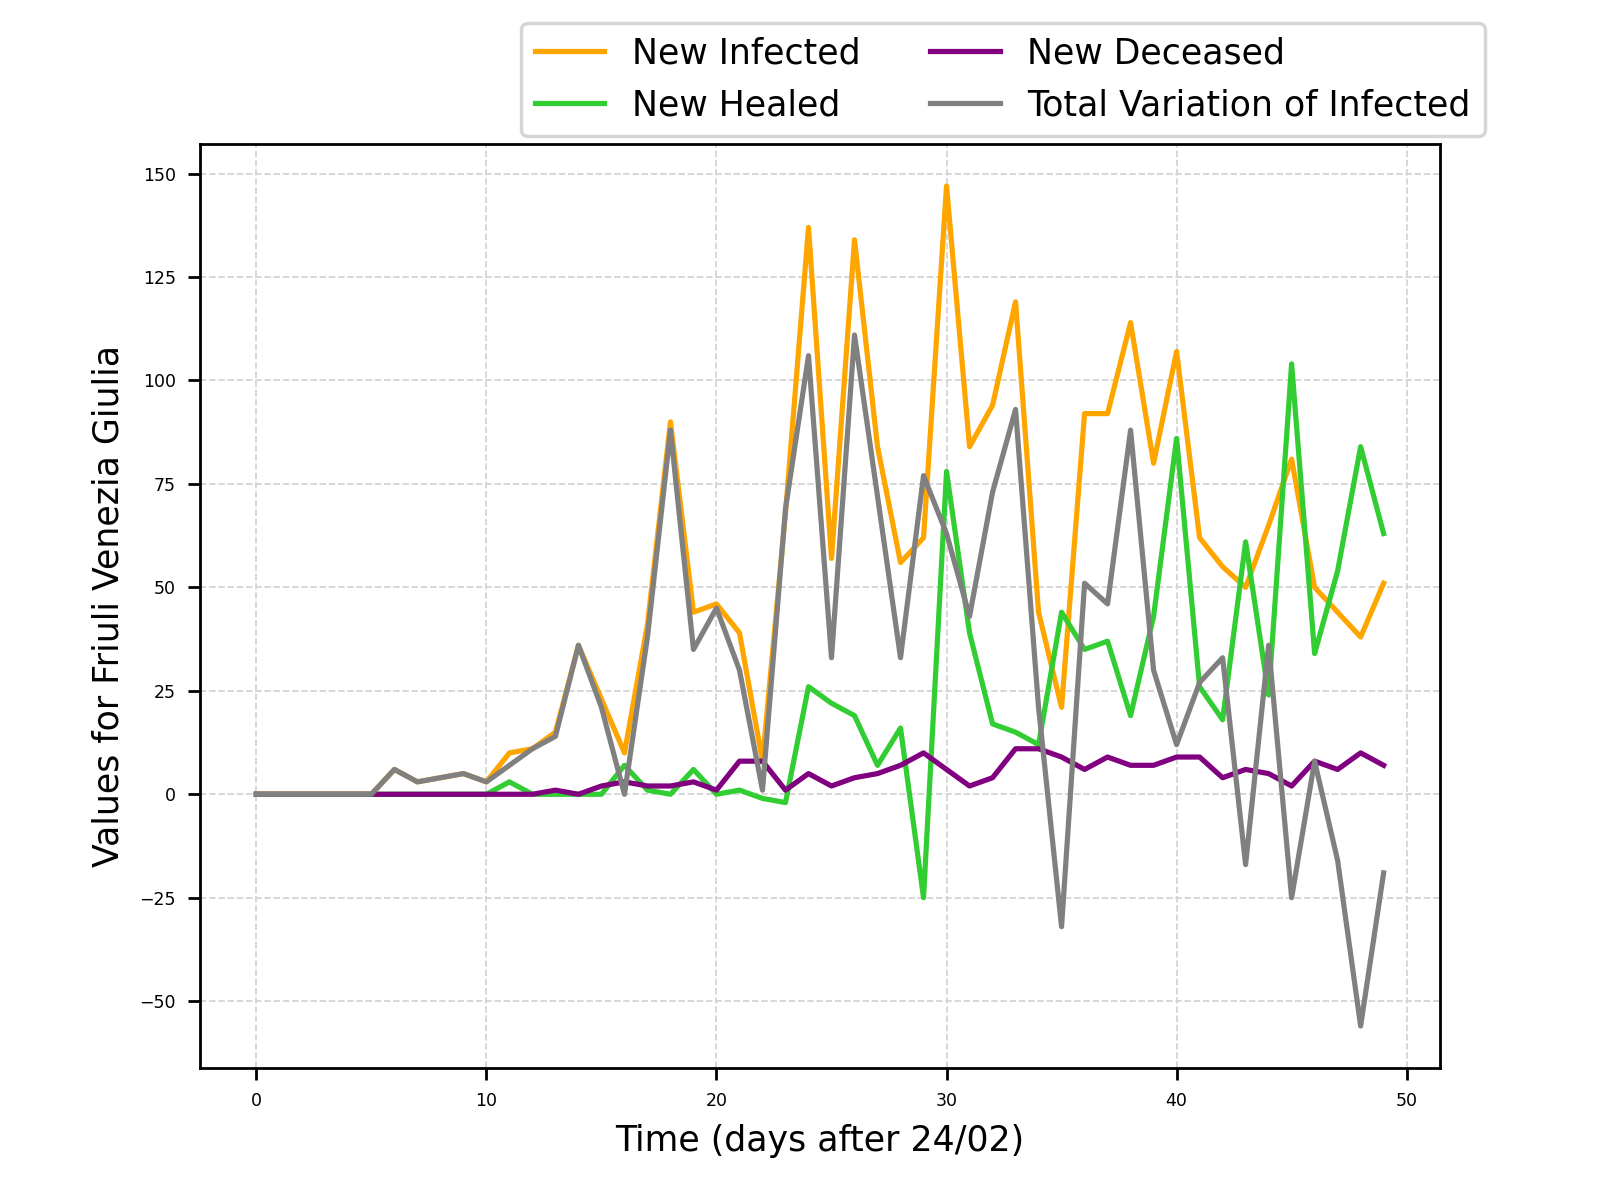 New Infected
New Healed
New Deceased
Total Variation of Infected
Values for Friuli Venezia Giulia
150
125
100
75
50
25
0
−25
−50
0 10 20 30 40 50
Time (days after 24/02)